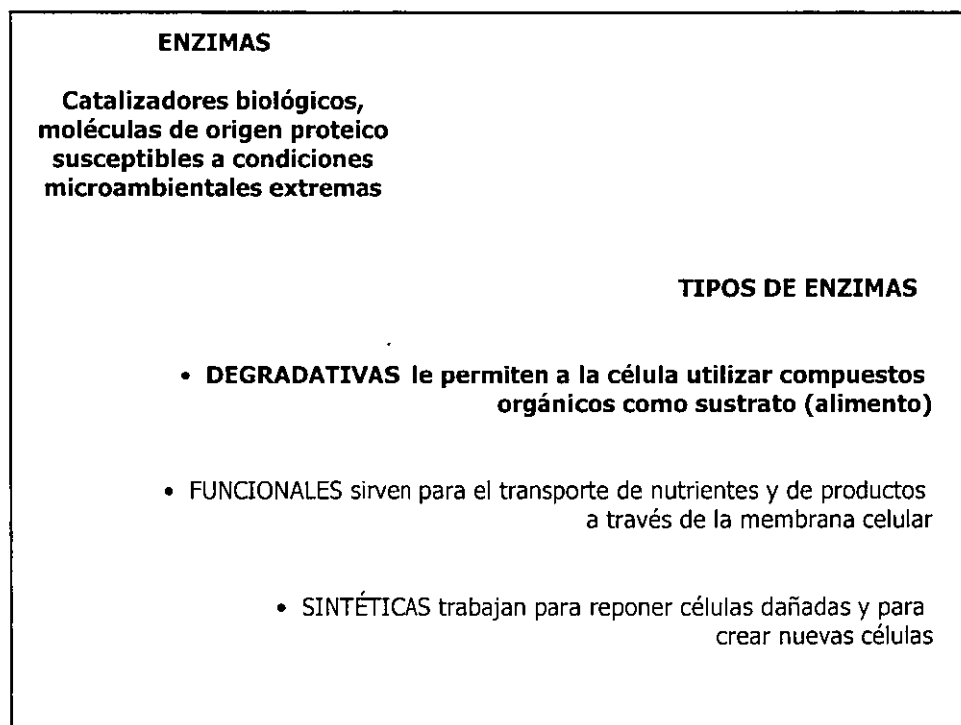 ENZIMAS
Catalizadores biológicos,
moléculas de origen proteico
susceptibles a condiciones
microambientales extremas
TIPOS DE ENZIMAS
• DEGRADATIVAS le permiten a la célula utilizar compuestos
orgánicos como sustrato (alimento)
• FUNCIONALES sirven para el transporte de nutrientes y de productos
a través de la membrana celular
• SINTÉTICAS trabajan para reponer células dañadas y para
crear nuevas células